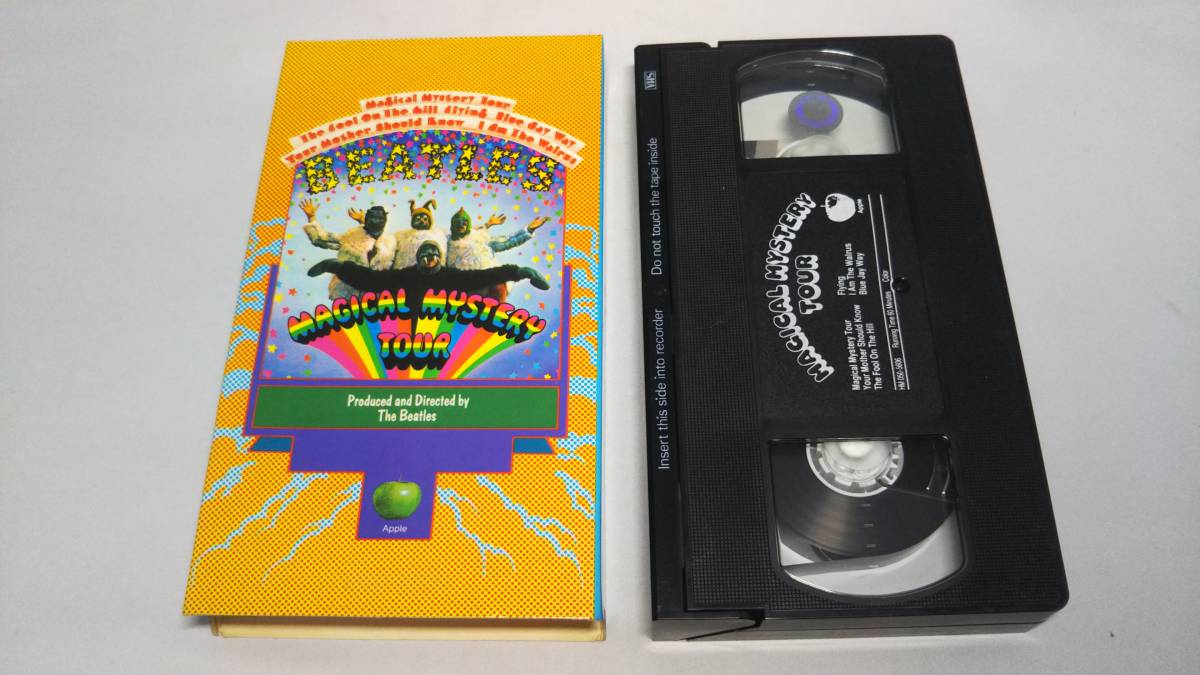 Magical Mystery Tour
The Fool On The Hill Flying Blue Jay Way
Your Mother Should Know I Am The Walrus
BEATLES
MAGICAL MYSTERY
TOUR
Produced and Directed by
The Beatles
Apple
VHS
Insert this side into recorder Do not touch the tape inside
MAGICAL MYSTERY
TOUR
Apple
Magical Mystery Tour
Your Mother Should Know
The Fool On The Hill
Flying
I Am The Walrus
Blue Jay Way
HM 050-5806 Running Time 60 Minutes Color